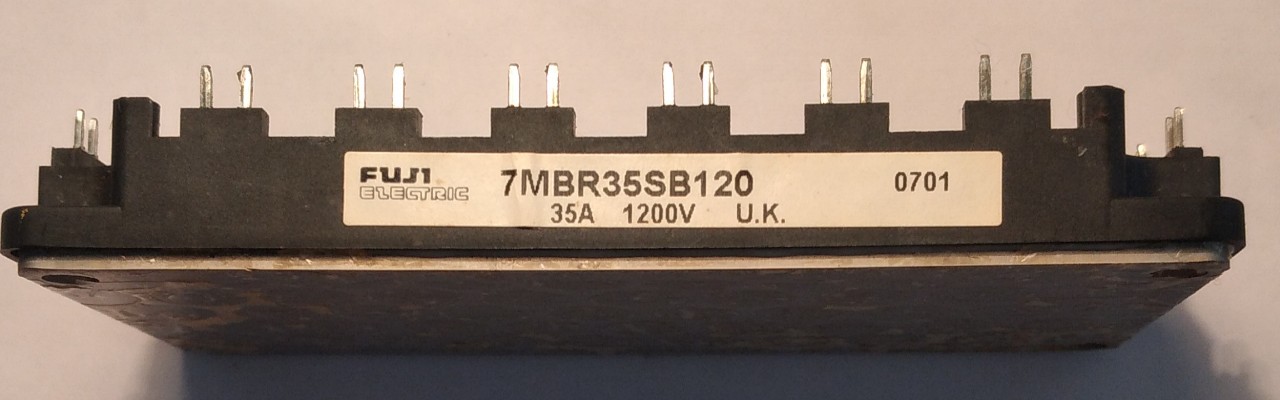 FUJI
ELECTRIC
7MBR35SB120
0701
35A 1200V U.K.